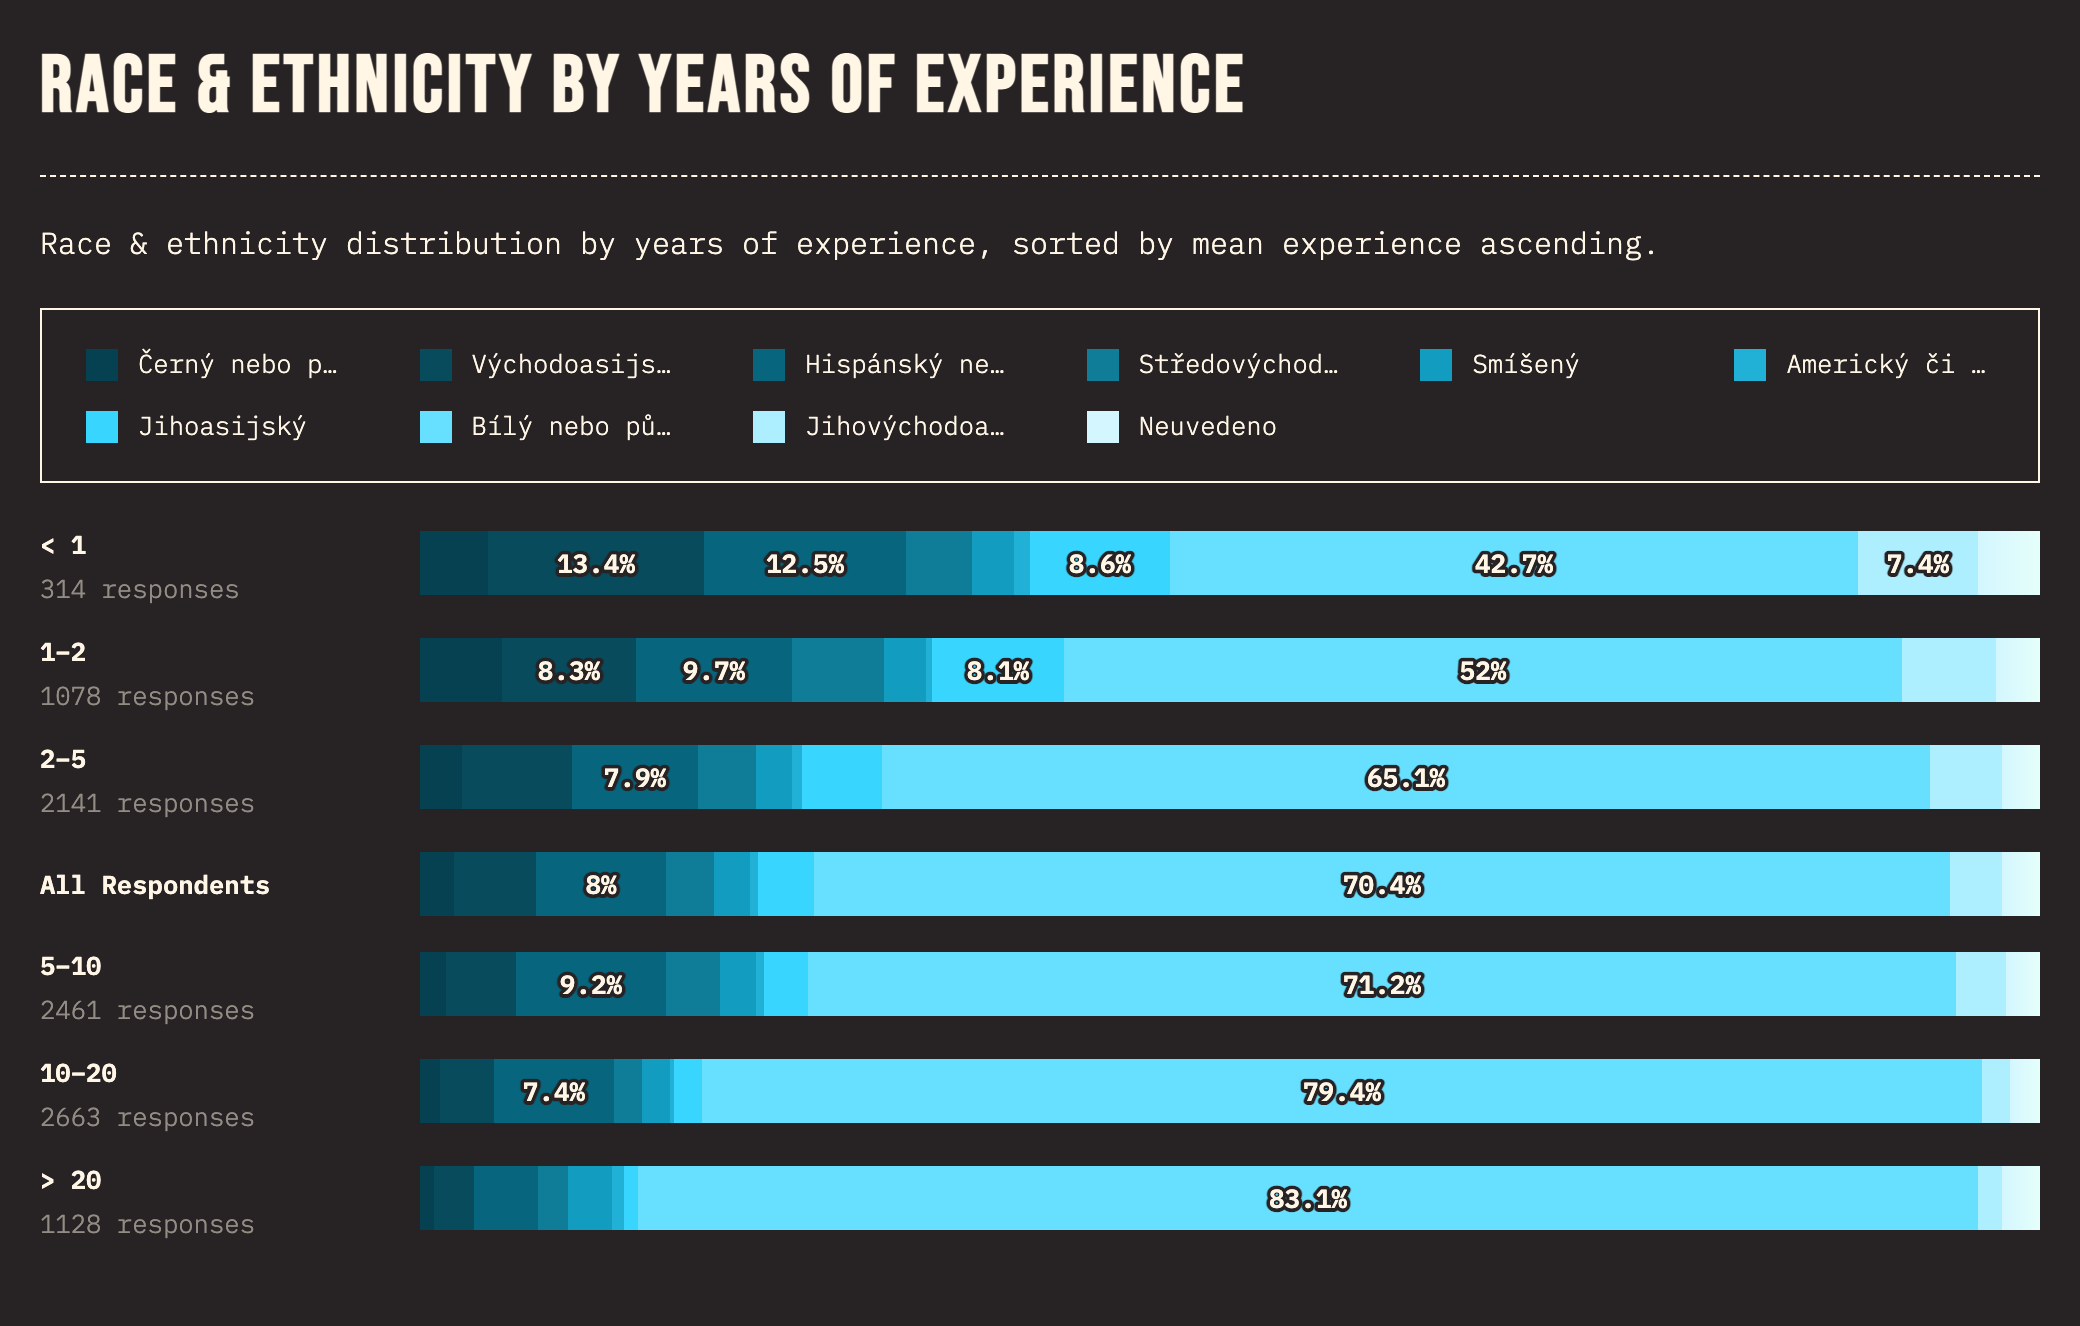 RACE & ETHNICITY BY YEARS OF EXPERIENCE
Race & ethnicity distribution by years of experience, sorted by mean experience ascending.
Černý nebo p… Východoasijs… Hispánský ne… Středovýchod… Smíšený Americký či …
Jihoasijský Bílý nebo pů… Jihovýchodoa… Neuvedeno
< 1
314 responses
13.4% 12.5% 8.6% 42.7% 7.4%
1–2
1078 responses
8.3% 9.7% 8.1% 52%
2–5
2141 responses
7.9% 65.1%
All Respondents
8% 70.4%
5–10
2461 responses
9.2% 71.2%
10–20
2663 responses
7.4% 79.4%
> 20
1128 responses
83.1%